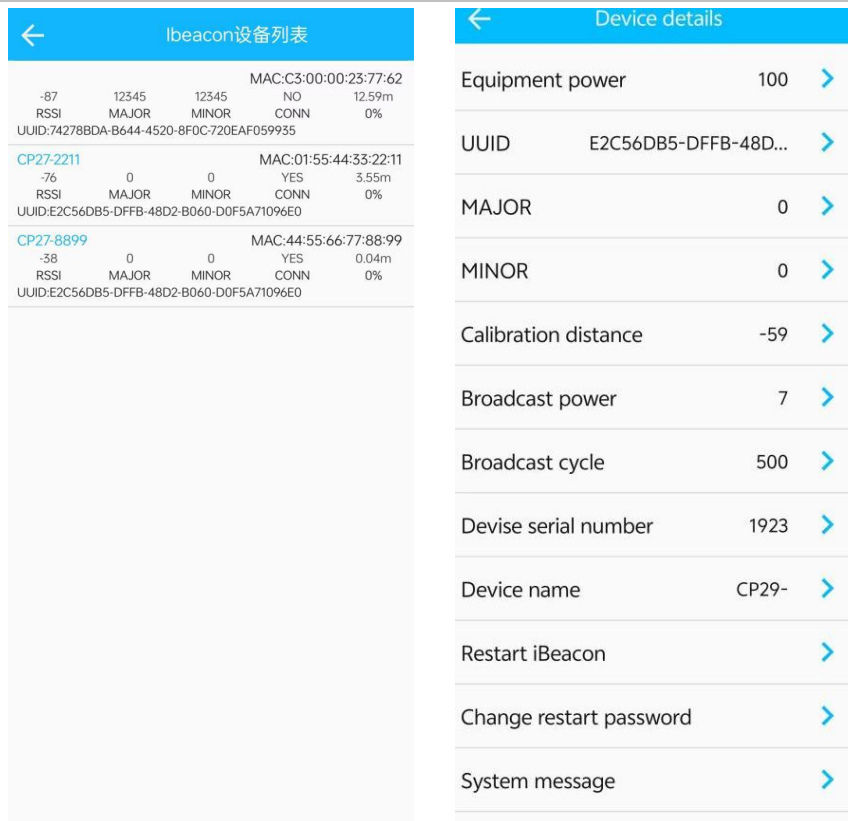 Ibeacon设备列表
MAC:C3:00:00:23:77:62
-87 12345 12345 NO 12.59m
RSSI MAJOR MINOR CONN 0%
UUID:74278BDA-B644-4520-8F0C-720EAF059935
CP27-2211 MAC:01:55:44:33:22:11
-76 0 0 YES 3.55m
RSSI MAJOR MINOR CONN 0%
UUID:E2C56DB5-DFFB-48D2-B060-D0F5A71096E0
CP27-8899 MAC:44:55:66:77:88:99
-38 0 0 YES 0.04m
RSSI MAJOR MINOR CONN 0%
UUID:E2C56DB5-DFFB-48D2-B060-D0F5A71096E0
Device details
Equipment power 100
UUID E2C56DB5-DFFB-48D...
MAJOR 0
MINOR 0
Calibration distance -59
Broadcast power 7
Broadcast cycle 500
Devise serial number 1923
Device name CP29-
Restart iBeacon
Change restart password
System message